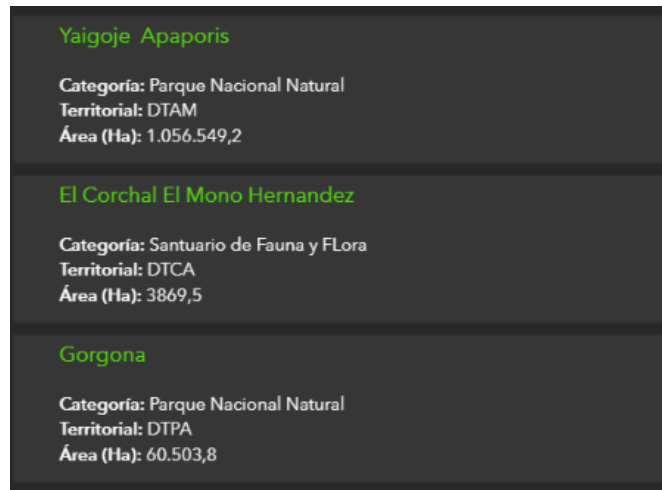 Yaigoje Apaporis
Categoría: Parque Nacional Natural
Territorial: DTAM
Área (Ha): 1.056.549,2
El Corchal El Mono Hernandez
Categoría: Santuario de Fauna y FLora
Territorial: DTCA
Área (Ha): 3869,5
Gorgona
Categoría: Parque Nacional Natural
Territorial: DTPA
Área (Ha): 60.503,8